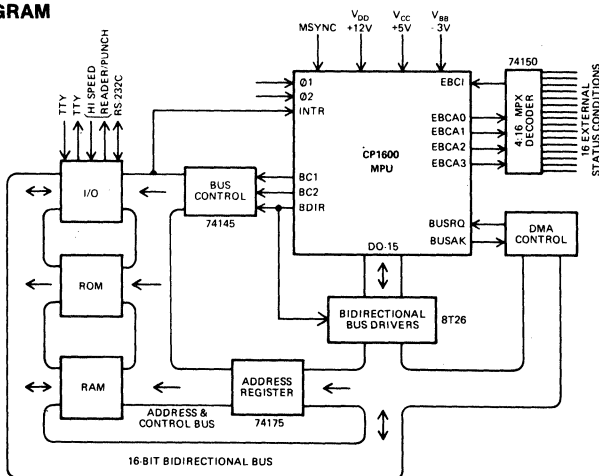 GRAM
MSYNC
VDD
+12V
VCC
+5V
VBB
- 3V
74150
TTY
TTY
HI SPEED
READER/PUNCH
RS 232C
Ø1
Ø2
INTR
EBCI
EBCA0
EBCA1
EBCA2
EBCA3
4:16 MPX
DECODER
16 EXTERNAL
STATUS CONDITIONS
CP1600
MPU
I/O
BUS
CONTROL
74145
BC1
BC2
BDIR
BUSRQ
BUSAK
DMA
CONTROL
DO-15
ROM
BIDIRECTIONAL
BUS DRIVERS
8T26
RAM
ADDRESS
REGISTER
74175
ADDRESS &
CONTROL BUS
16-BIT BIDIRECTIONAL BUS